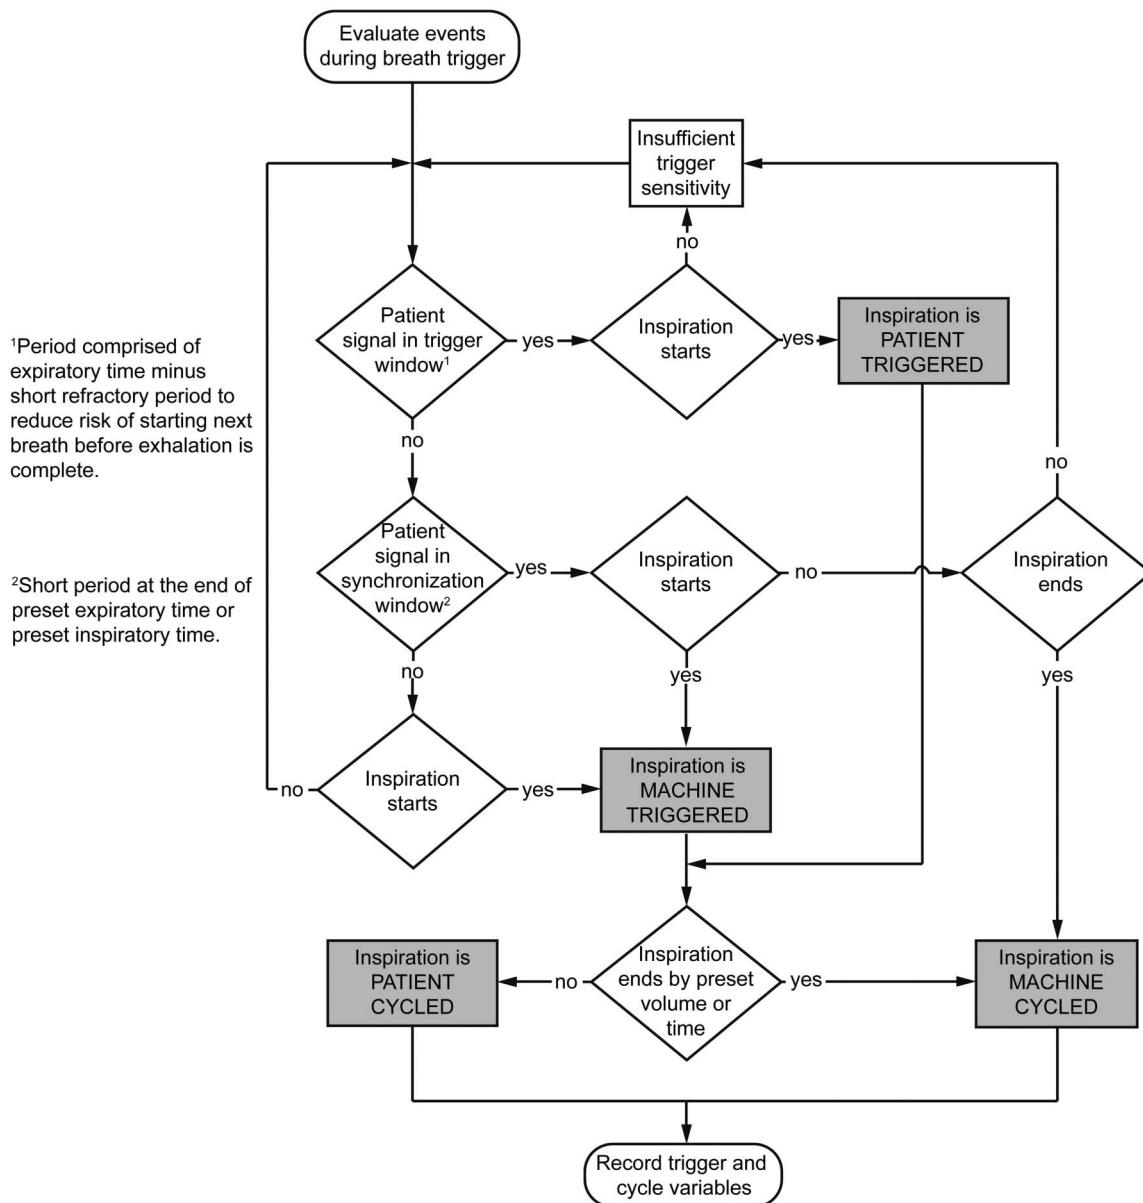 Evaluate events
during breath trigger
Insufficient
trigger
sensitivity
no
Patient
signal in trigger
window¹
yes
Inspiration
starts
yes
Inspiration is
PATIENT
TRIGGERED
¹Period comprised of
expiratory time minus
short refractory period to
reduce risk of starting next
breath before exhalation is
complete.
no
no
Patient
signal in
synchronization
window²
yes
Inspiration
starts
no
Inspiration
ends
²Short period at the end of
preset expiratory time or
preset inspiratory time.
no
yes
yes
no
Inspiration
starts
yes
Inspiration is
MACHINE
TRIGGERED
Inspiration is
PATIENT
CYCLED
no
Inspiration
ends by preset
volume or
time
yes
Inspiration is
MACHINE
CYCLED
Record trigger and
cycle variables